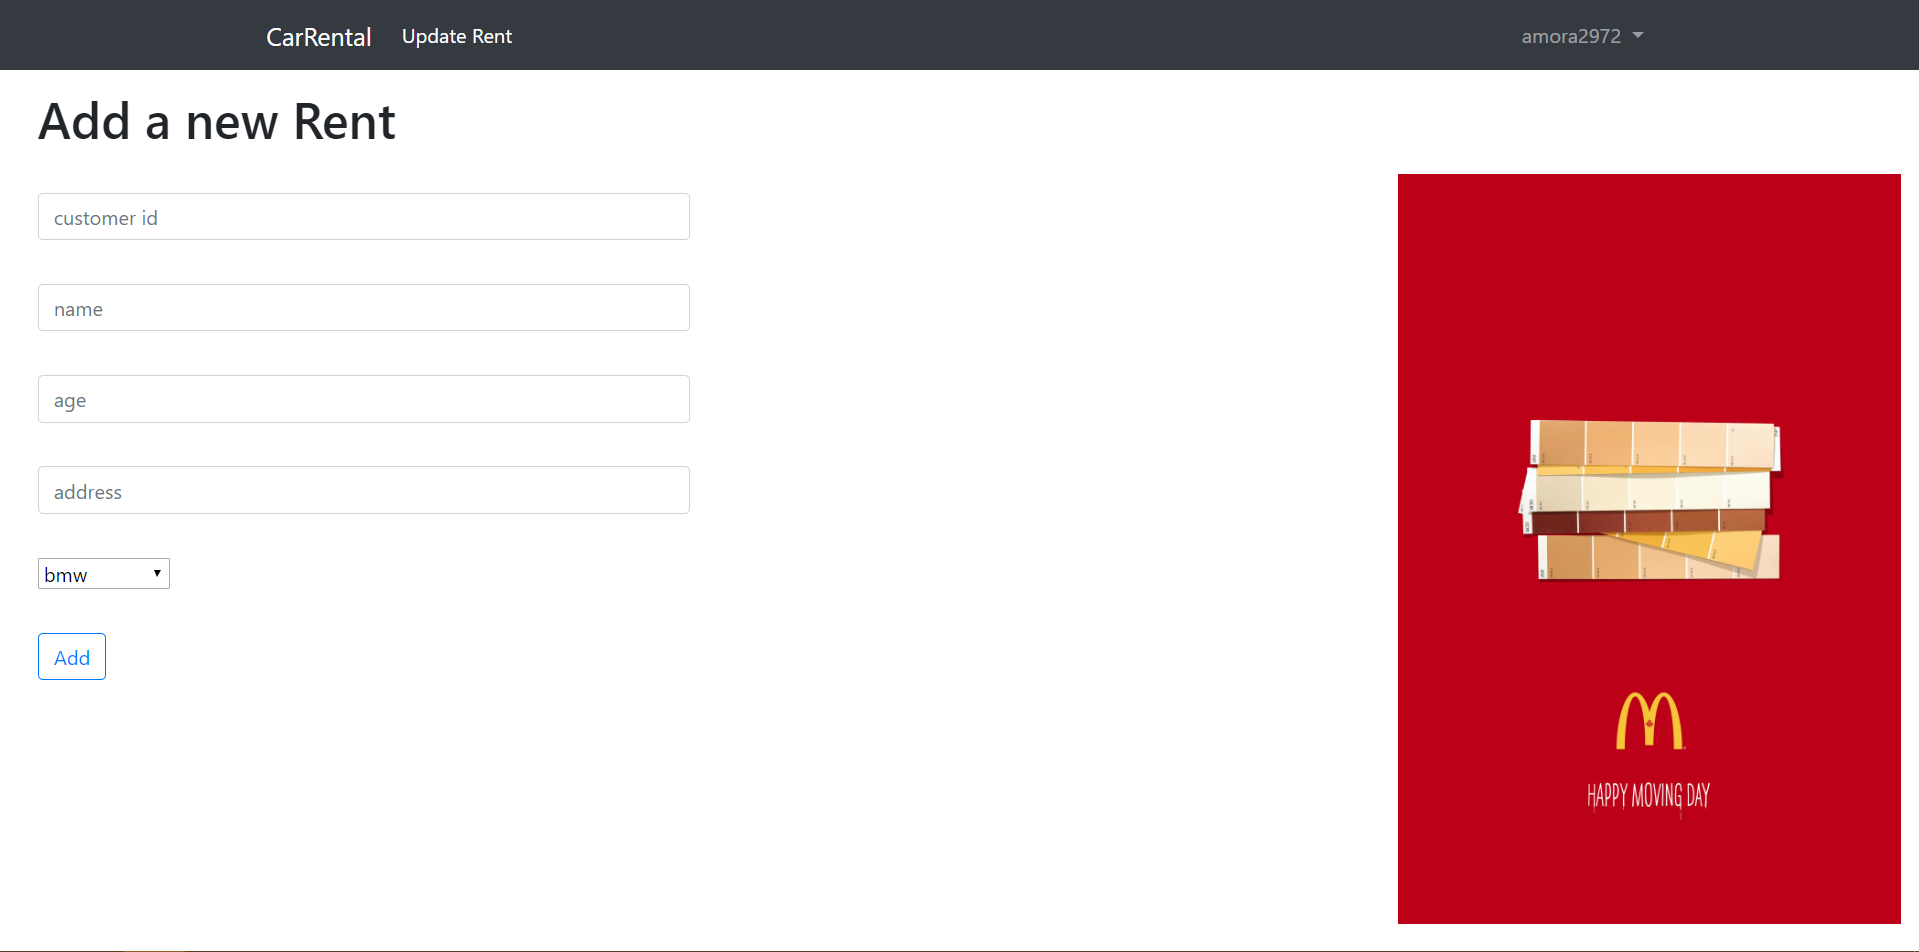 CarRental
Update Rent
amora2972
Add a new Rent
customer id
name
age
address
bmw
Add
HAPPY MOVING DAY